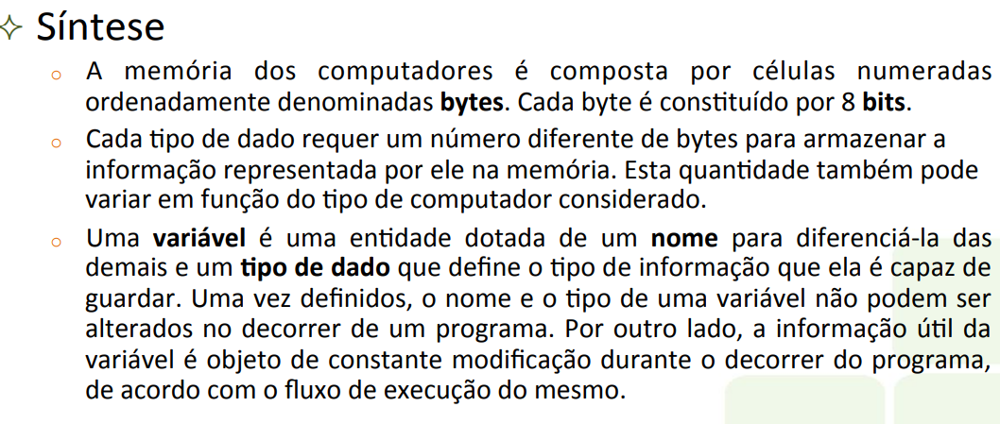 Síntese
A memória dos computadores é composta por células numeradas
ordenadamente denominadas bytes. Cada byte é constituído por 8 bits.
Cada tipo de dado requer um número diferente de bytes para armazenar a
informação representada por ele na memória. Esta quantidade também pode
variar em função do tipo de computador considerado.
Uma variável é uma entidade dotada de um nome para diferenciá-la das
demais e um tipo de dado que define o tipo de informação que ela é capaz de
guardar. Uma vez definidos, o nome e o tipo de uma variável não podem ser
alterados no decorrer de um programa. Por outro lado, a informação útil da
variável é objeto de constante modificação durante o decorrer do programa,
de acordo com o fluxo de execução do mesmo.